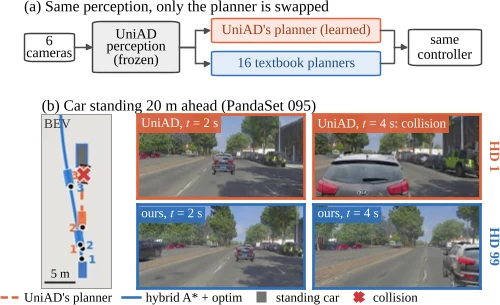 (a) Same perception, only the planner is swapped
6
cameras
UniAD
perception
(frozen)
UniAD's planner (learned)
16 textbook planners
same
controller
(b) Car standing 20 m ahead (PandaSet 095)
BEV
3
3
2
2
1
1
5 m
UniAD, t = 2 s
UniAD, t = 4 s: collision
HD 1
ours, t = 2 s
ours, t = 4 s
HD 99
UniAD's planner
hybrid A* + optim
standing car
collision